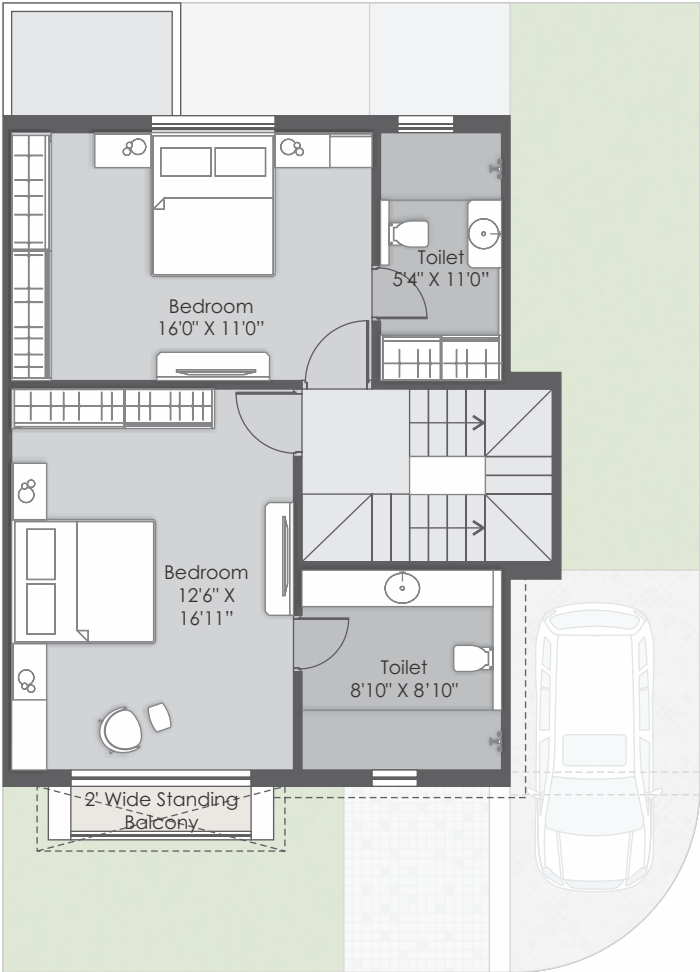 Toilet
5'4" X 11'0”
Bedroom
16'0" X 11'0”
Bedroom
12'6" X
16'11”
Toilet
8'10" X 8’10"
2' Wide Standing
Balcony